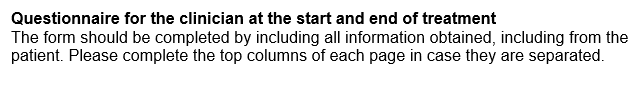 Questionnaire for the clinician at the start and end of treatment
The form should be completed by including all information obtained, including from the
patient. Please complete the top columns of each page in case they are separated.